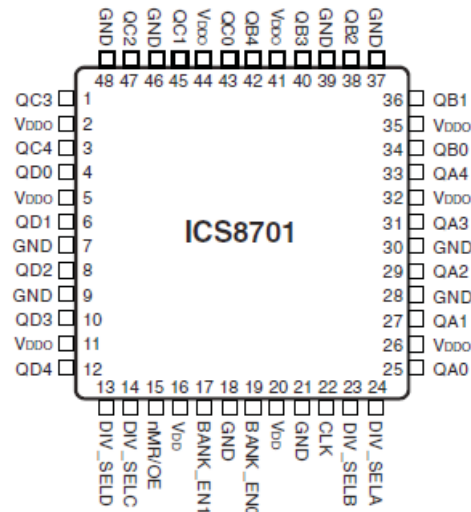 GND QC2 GND QC1 VDDO QC0 QB4 VDDO QB3 GND QB2 GND
48 47 46 45 44 43 42 41 40 39 38 37
QC3 1
VDDO 2
QC4 3
QD0 4
VDDO 5
QD1 6
GND 7
QD2 8
GND 9
QD3 10
VDDO 11
QD4 12
ICS8701
36 QB1
35 VDDO
34 QB0
33 QA4
32 VDDO
31 QA3
30 GND
29 QA2
28 GND
27 QA1
26 VDDO
25 QA0
13 14 15 16 17 18 19 20 21 22 23 24
DIV_SELD DIV_SELC nMR/OE VDD BANK_EN1 GND BANK_EN0 VDD GND CLK DIV_SELB DIV_SELA